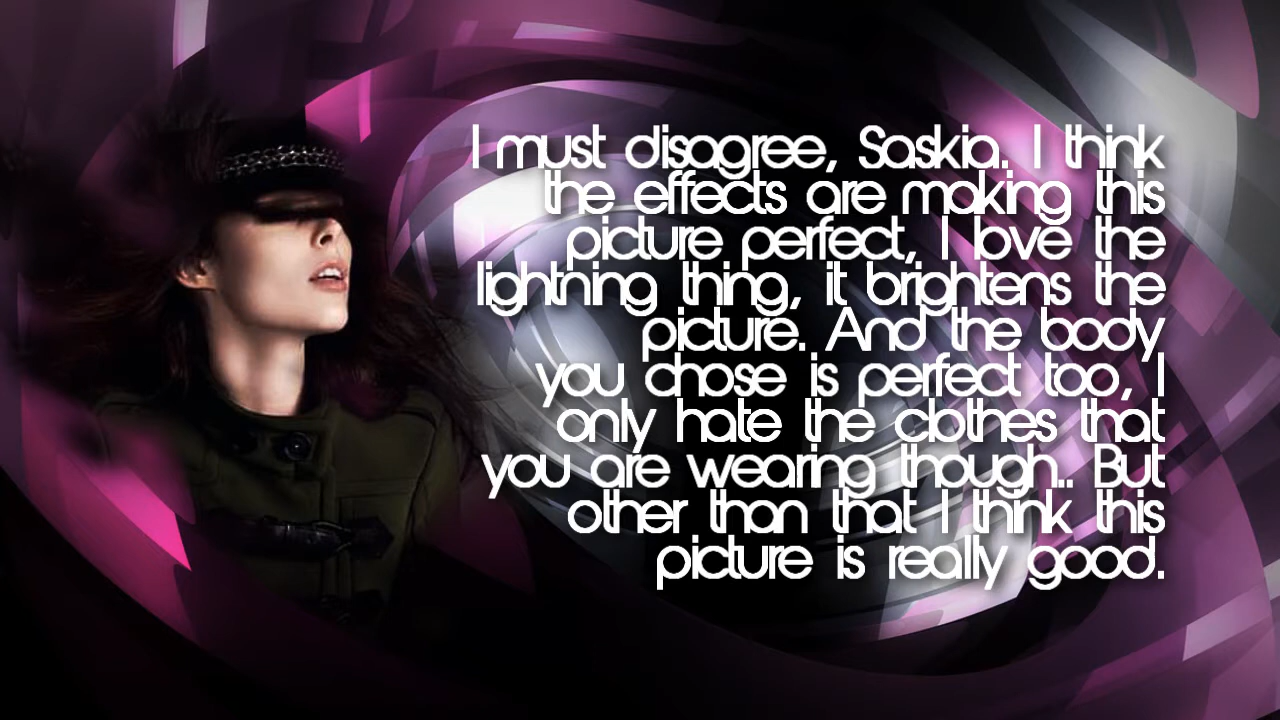 I must disagree, Saskia. I think
the effects are making this
picture perfect, I love the
lightning thing, it brightens the
picture. And the body
you chose is perfect too, I
only hate the clothes that
you are wearing though.. But
other than that I think this
picture is really good.